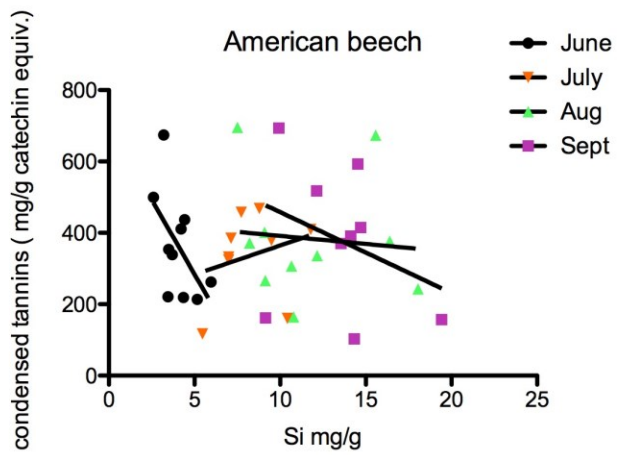 American beech
June
July
Aug
Sept
condensed tannins ( mg/g catechin equiv.)
800
600
400
200
0
0 5 10 15 20 25
Si mg/g